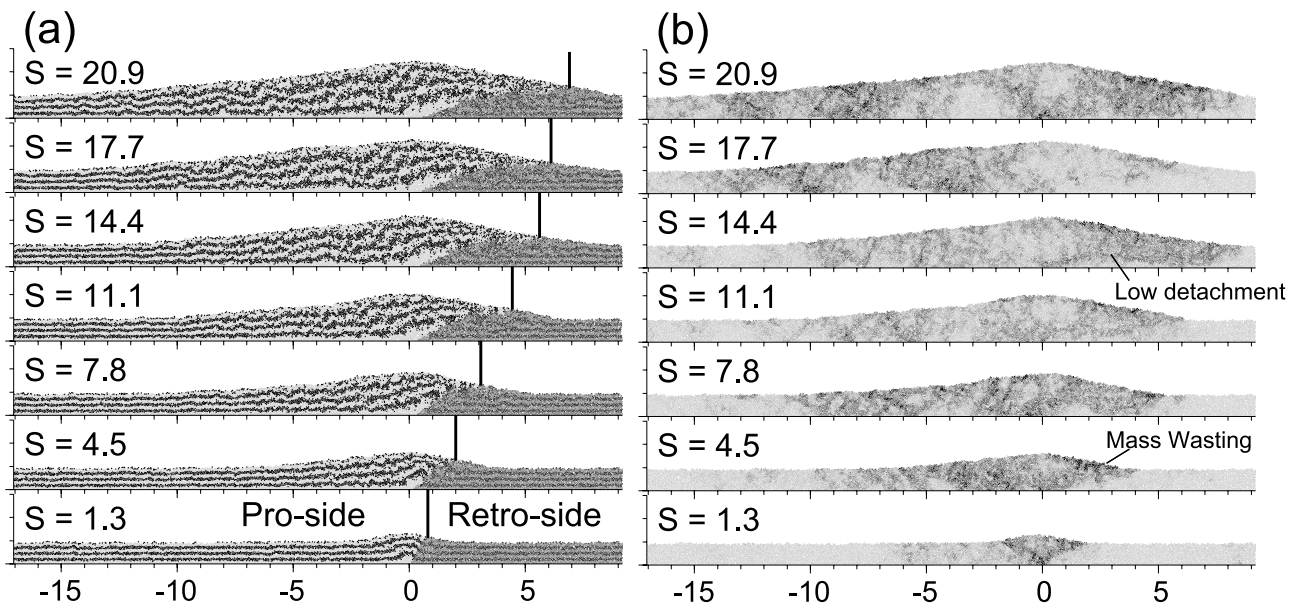 (a)
S = 20.9
S = 17.7
S = 14.4
S = 11.1
S = 7.8
S = 4.5
S = 1.3
Pro-side
Retro-side
-15 -10 -5 0 5
(b)
S = 20.9
S = 17.7
S = 14.4
Low detachment
S = 11.1
S = 7.8
Mass Wasting
S = 4.5
S = 1.3
-15 -10 -5 0 5